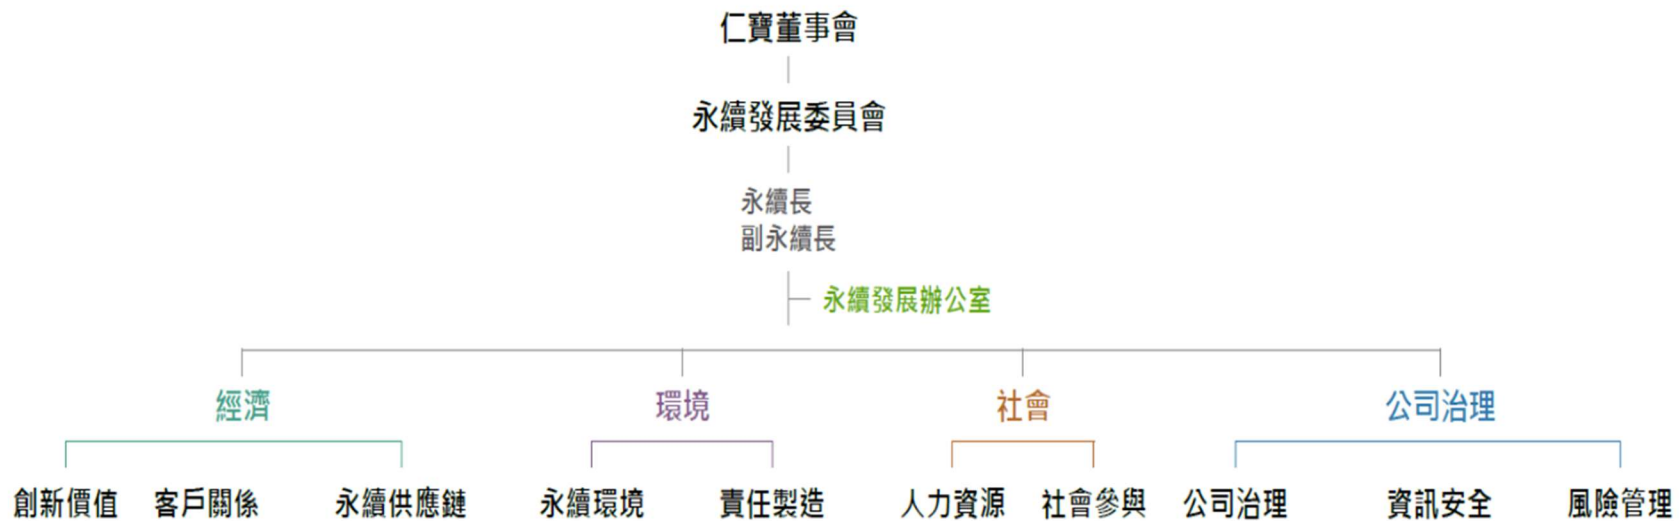 仁寶董事會
永續發展委員會
永續長
副永續長
永續發展辦公室
經濟 環境 社會 公司治理
創新價值 客戶關係 永續供應鏈 永續環境 責任製造 人力資源 社會參與 公司治理 資訊安全 風險管理